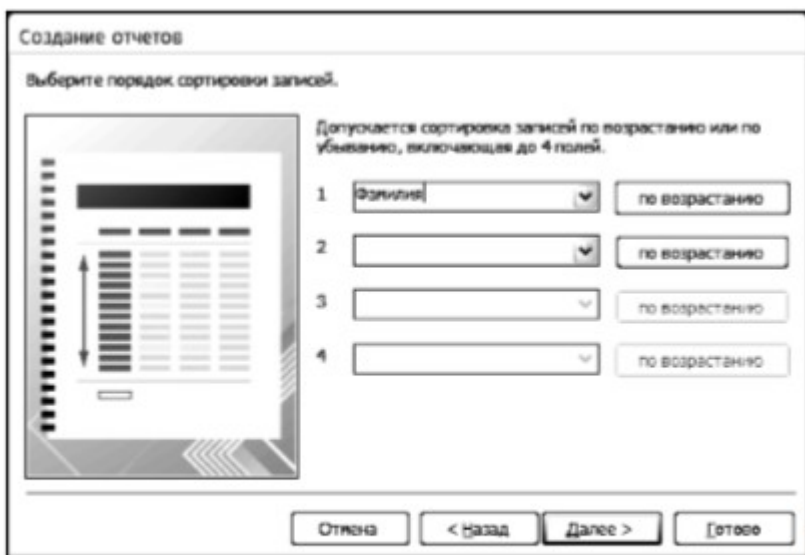 Создание отчетов
Выберите порядок сортировки записей.
Допускается сортировка записей по возрастанию или по
убыванию, включающая до 4 полей.
1 Фамилия по возрастанию
2 по возрастанию
3 по возрастанию
4 по возрастанию
Отмена < Назад Далее > Готово